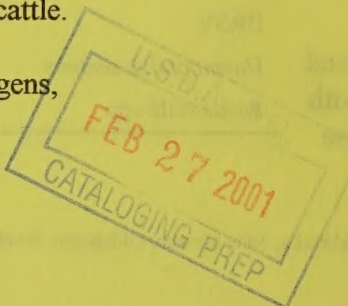 cattle.
gens,
U.S.D.A.
FEB 27 2001
CATALOGING PREP